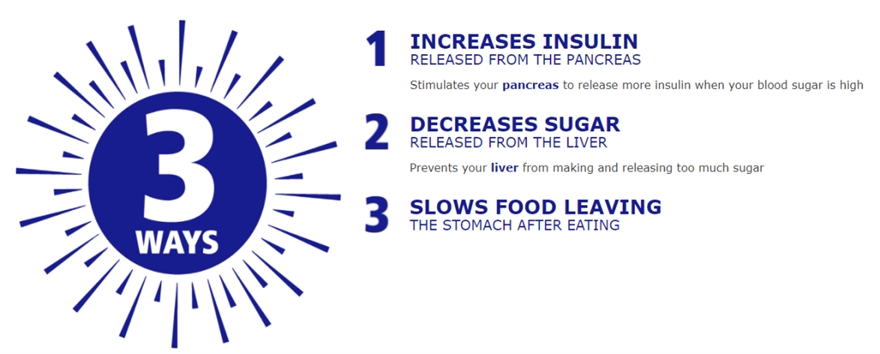 3
WAYS
1 INCREASES INSULIN
RELEASED FROM THE PANCREAS
Stimulates your pancreas to release more insulin when your blood sugar is high
2 DECREASES SUGAR
RELEASED FROM THE LIVER
Prevents your liver from making and releasing too much sugar
3 SLOWS FOOD LEAVING
THE STOMACH AFTER EATING